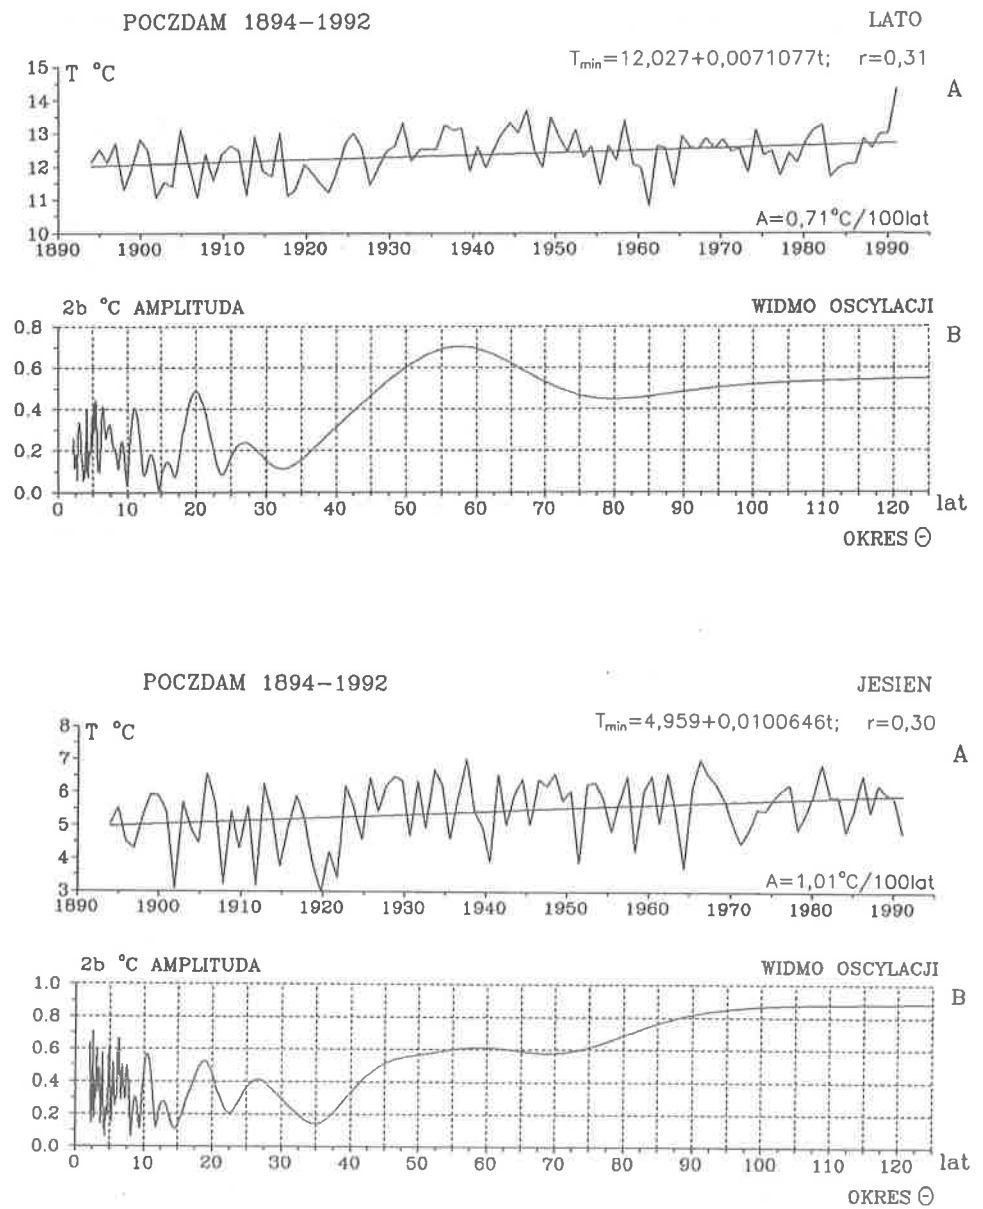 POCZDAM 1894-1992 LATO
T_min=12,027+0,0071077t; r=0,31
T °C
A
15
14
13
12
11
10
A=0,71°C/100lat
1890 1900 1910 1920 1930 1940 1950 1960 1970 1980 1990
2b °C AMPLITUDA WIDMO OSCYLACJI
B
0.8
0.6
0.4
0.2
0.0
0 10 20 30 40 50 60 70 80 90 100 110 120 lat
OKRES Θ
POCZDAM 1894-1992 JESIEN
T_min=4,959+0,0100646t; r=0,30
T °C
A
8
7
6
5
4
3
A=1,01°C/100lat
1890 1900 1910 1920 1930 1940 1950 1960 1970 1980 1990
2b °C AMPLITUDA WIDMO OSCYLACJI
B
1.0
0.8
0.6
0.4
0.2
0.0
0 10 20 30 40 50 60 70 80 90 100 110 120 lat
OKRES Θ